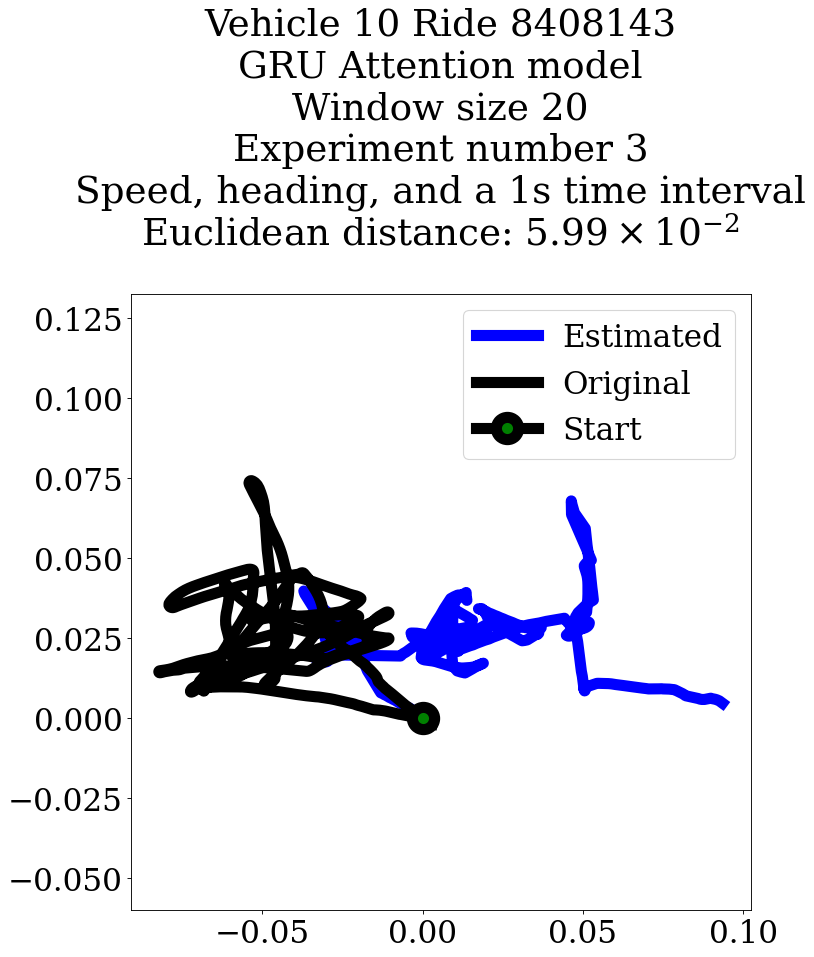 Vehicle 10 Ride 8408143
GRU Attention model
Window size 20
Experiment number 3
Speed, heading, and a 1s time interval
Euclidean distance: 5.99 × 10⁻²
Estimated
Original
Start
0.125
0.100
0.075
0.050
0.025
0.000
−0.025
−0.050
−0.05 0.00 0.05 0.10